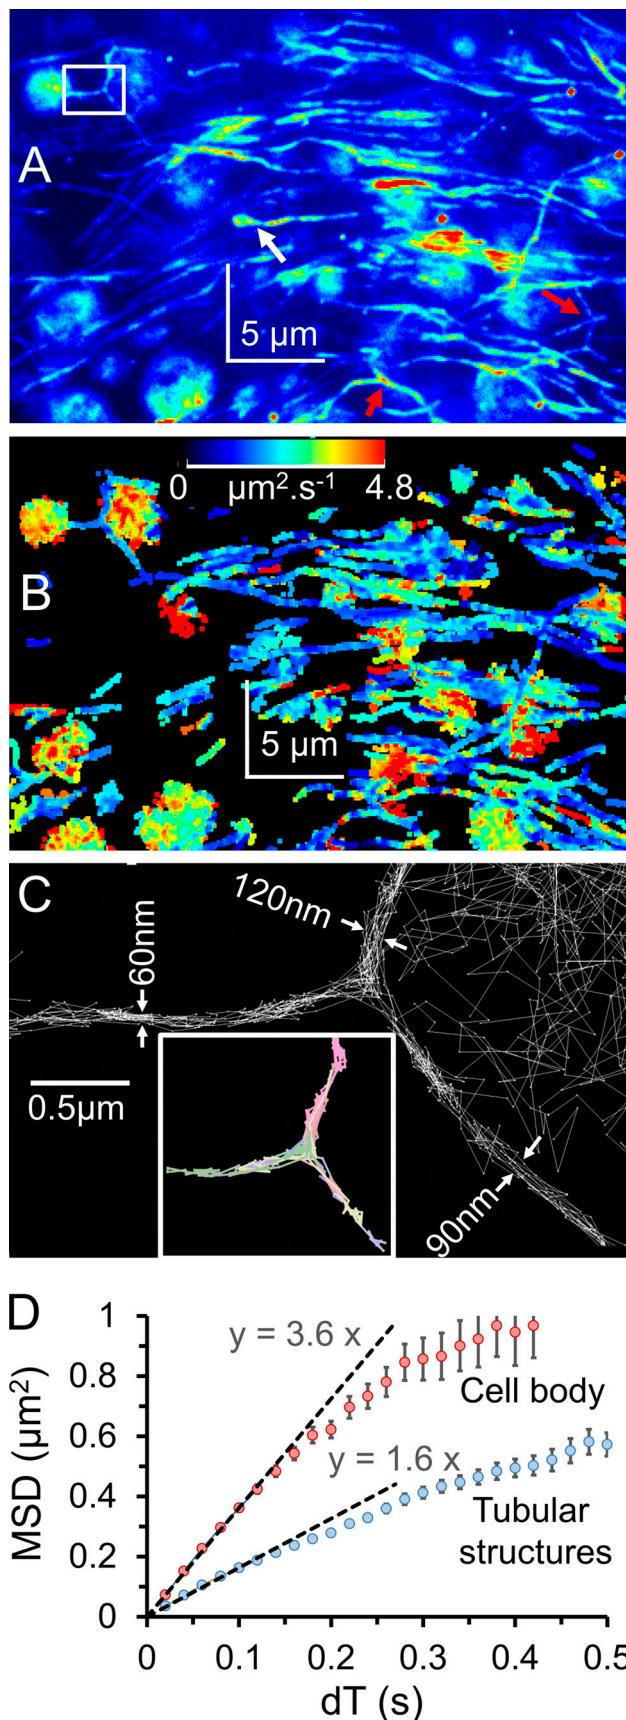 A
5 µm
0 µm².s⁻¹ 4.8
B
5 µm
C
120nm
60nm
0.5µm
90nm
D
1
y = 3.6 x
0.8
Cell body
0.6
y = 1.6 x
0.4
Tubular
structures
0.2
0
MSD (µm²)
0 0.1 0.2 0.3 0.4 0.5
dT (s)